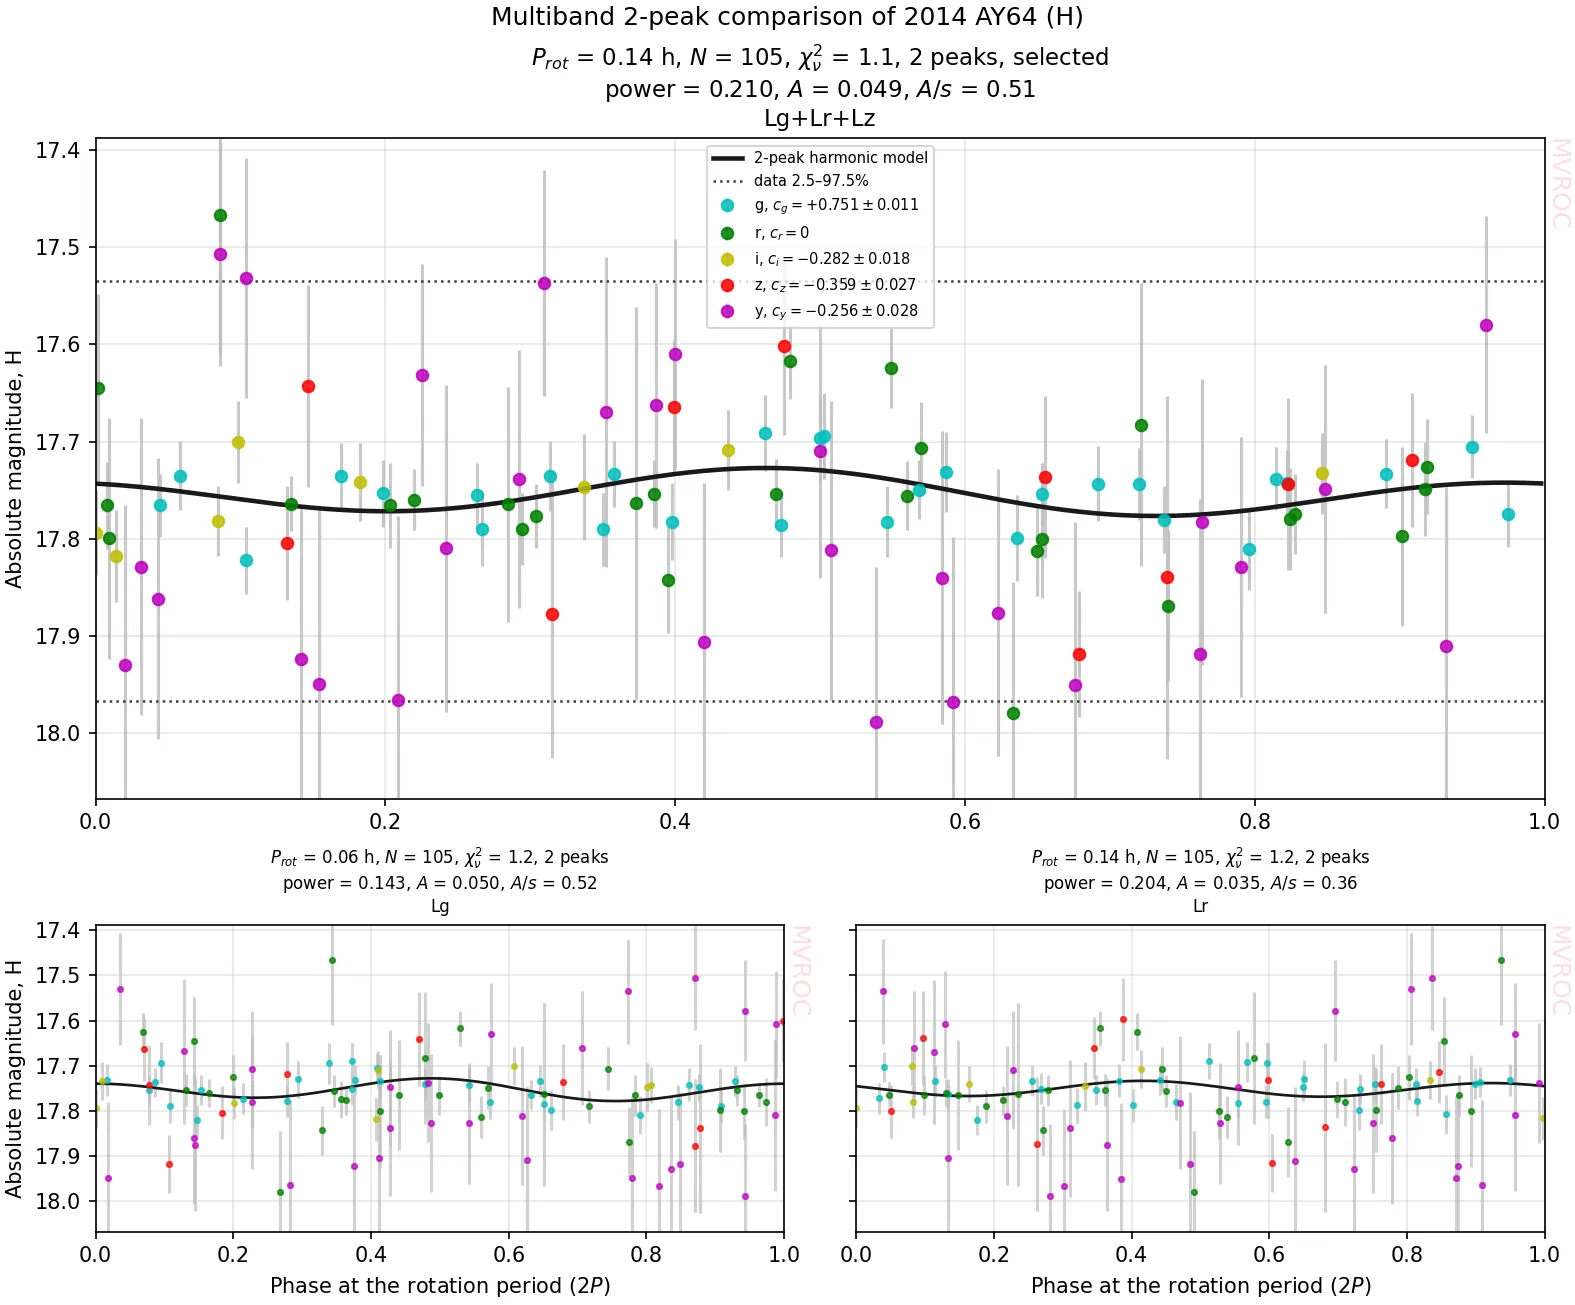 Multiband 2-peak comparison of 2014 AY64 (H)
P_rot = 0.14 h, N = 105, χ²_ν = 1.1, 2 peaks, selected
power = 0.210, A = 0.049, A/s = 0.51
Lg+Lr+Lz
2-peak harmonic model
data 2.5–97.5%
g, c_g = +0.751 ± 0.011
r, c_r = 0
i, c_i = −0.282 ± 0.018
z, c_z = −0.359 ± 0.027
y, c_y = −0.256 ± 0.028
MVROC
Absolute magnitude, H
17.4
17.5
17.6
17.7
17.8
17.9
18.0
0.0 0.2 0.4 0.6 0.8 1.0
P_rot = 0.06 h, N = 105, χ²_ν = 1.2, 2 peaks
power = 0.143, A = 0.050, A/s = 0.52
Lg
MVROC
Absolute magnitude, H
17.4
17.5
17.6
17.7
17.8
17.9
18.0
0.0 0.2 0.4 0.6 0.8 1.0
Phase at the rotation period (2P)
P_rot = 0.14 h, N = 105, χ²_ν = 1.2, 2 peaks
power = 0.204, A = 0.035, A/s = 0.36
Lr
MVROC
0.0 0.2 0.4 0.6 0.8 1.0
Phase at the rotation period (2P)